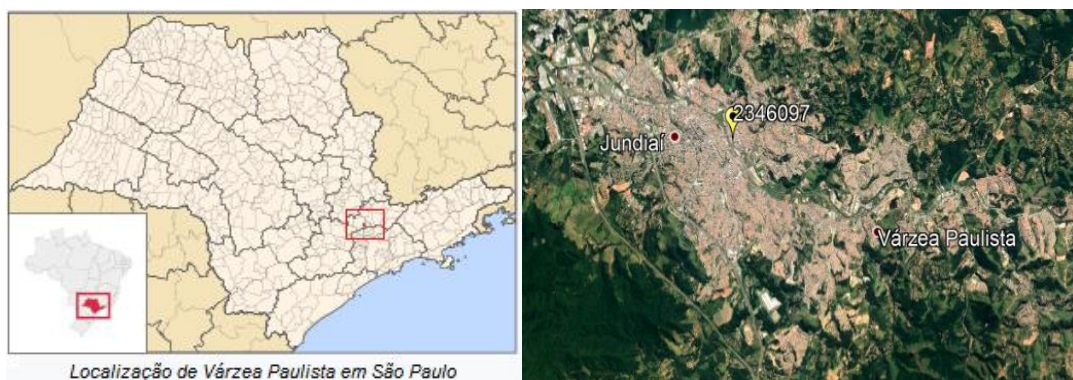 Localização de Várzea Paulista em São Paulo
2346097
Jundiaí
Várzea Paulista